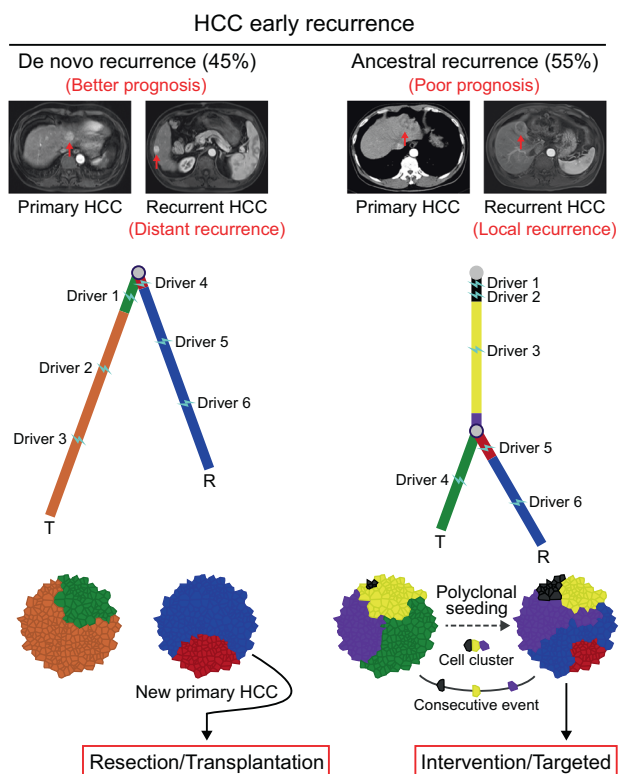 HCC early recurrence
De novo recurrence (45%)
(Better prognosis)
Primary HCC
Recurrent HCC
(Distant recurrence)
Driver 1
Driver 4
Driver 2
Driver 5
Driver 3
Driver 6
T
R
New primary HCC
Resection/Transplantation
Ancestral recurrence (55%)
(Poor prognosis)
Primary HCC
Recurrent HCC
(Local recurrence)
Driver 1
Driver 2
Driver 3
Driver 4
Driver 5
Driver 6
T
R
Polyclonal
seeding
Cell cluster
Consecutive event
Intervention/Targeted